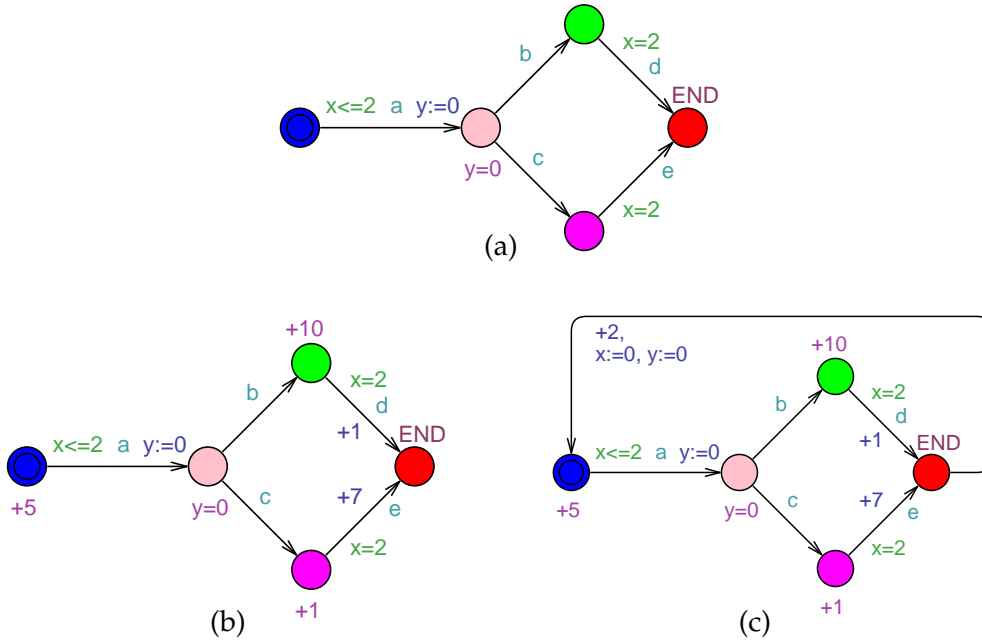 x=2
b
d
END
x<=2 a y:=0
c
y=0
e
x=2
(a)
+10
b
x=2
d
+1
END
x<=2 a y:=0
+5
y=0
c
+7
e
x=2
+1
(b)
+2,
x:=0, y:=0
+10
b
x=2
d
+1
END
x<=2 a y:=0
+5
y=0
c
+7
e
x=2
+1
(c)